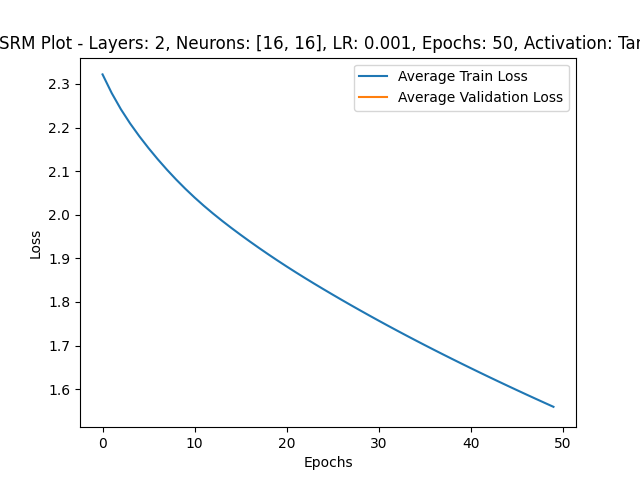 SRM Plot - Layers: 2, Neurons: [16, 16], LR: 0.001, Epochs: 50, Activation: Tan
Average Train Loss
Average Validation Loss
2.3
2.2
2.1
2.0
1.9
1.8
1.7
1.6
Loss
0 10 20 30 40 50
Epochs